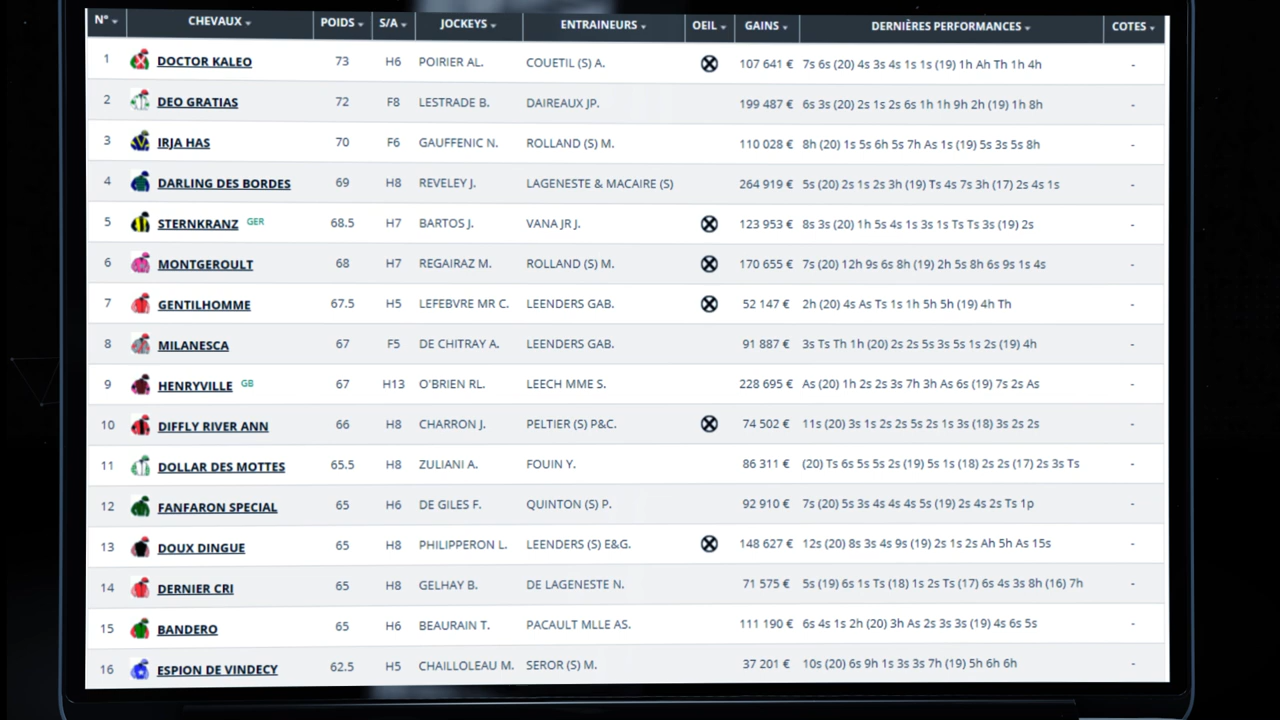 N° CHEVAUX POIDS S/A JOCKEYS ENTRAINEURS OEIL GAINS DERNIÈRES PERFORMANCES COTES
1 DOCTOR KALEO 73 H6 POIRIER AL. COUETIL (S) A. 107 641 € 7s 6s (20) 4s 3s 4s 1s 1s (19) 1h Ah Th 1h 4h -
2 DEO GRATIAS 72 F8 LESTRADE B. DAIREAUX JP. 199 487 € 6s 3s (20) 2s 1s 2s 6s 1h 1h 9h 2h (19) 1h 8h -
3 IRJA HAS 70 F6 GAUFFENIC N. ROLLAND (S) M. 110 028 € 8h (20) 1s 5s 6h 5s 7h As 1s (19) 5s 3s 5s 8h -
4 DARLING DES BORDES 69 H8 REVELEY J. LAGENESTE & MACAIRE (S) 264 919 € 5s (20) 2s 1s 2s 3h (19) Ts 4s 7s 3h (17) 2s 4s 1s -
5 STERNKRANZ GER 68.5 H7 BARTOS J. VANA JR J. 123 953 € 8s 3s (20) 1h 5s 4s 1s 3s 1s Ts Ts 3s (19) 2s -
6 MONTGEROULT 68 H7 REGAIRAZ M. ROLLAND (S) M. 170 655 € 7s (20) 12h 9s 6s 8h (19) 2h 5s 8h 6s 9s 1s 4s -
7 GENTILHOMME 67.5 H5 LEFEBVRE MR C. LEENDERS GAB. 52 147 € 2h (20) 4s As Ts 1s 1h 5h 5h (19) 4h Th -
8 MILANESCA 67 F5 DE CHITRAY A. LEENDERS GAB. 91 887 € 3s Ts Th 1h (20) 2s 2s 5s 3s 5s 1s 2s (19) 4h -
9 HENRYVILLE GB 67 H13 O'BRIEN RL. LEECH MME S. 228 695 € As (20) 1h 2s 2s 3s 7h 3h As 6s (19) 7s 2s As -
10 DIFFLY RIVER ANN 66 H8 CHARRON J. PELTIER (S) P&C. 74 502 € 11s (20) 3s 1s 2s 2s 5s 2s 1s 3s (18) 3s 2s 2s -
11 DOLLAR DES MOTTES 65.5 H8 ZULIANI A. FOUIN Y. 86 311 € (20) Ts 6s 5s 5s 2s (19) 5s 1s (18) 2s 2s (17) 2s 3s Ts -
12 FANFARON SPECIAL 65 H6 DE GILES F. QUINTON (S) P. 92 910 € 7s (20) 5s 3s 4s 4s 4s 5s (19) 2s 4s 2s Ts 1p -
13 DOUX DINGUE 65 H8 PHILIPPERON L. LEENDERS (S) E&G. 148 627 € 12s (20) 8s 3s 4s 9s (19) 2s 1s 2s Ah 5h As 15s -
14 DERNIER CRI 65 H8 GELHAY B. DE LAGENESTE N. 71 575 € 5s (19) 6s 1s Ts (18) 1s 2s Ts (17) 6s 4s 3s 8h (16) 7h -
15 BANDERO 65 H6 BEAURAIN T. PACAULT MLLE AS. 111 190 € 6s 4s 1s 2h (20) 3h As 2s 3s 3s (19) 4s 6s 5s -
16 ESPION DE VINDECY 62.5 H5 CHAILLOLEAU M. SEROR (S) M. 37 201 € 10s (20) 6s 9h 1s 3s 3s 7h (19) 5h 6h 6h -